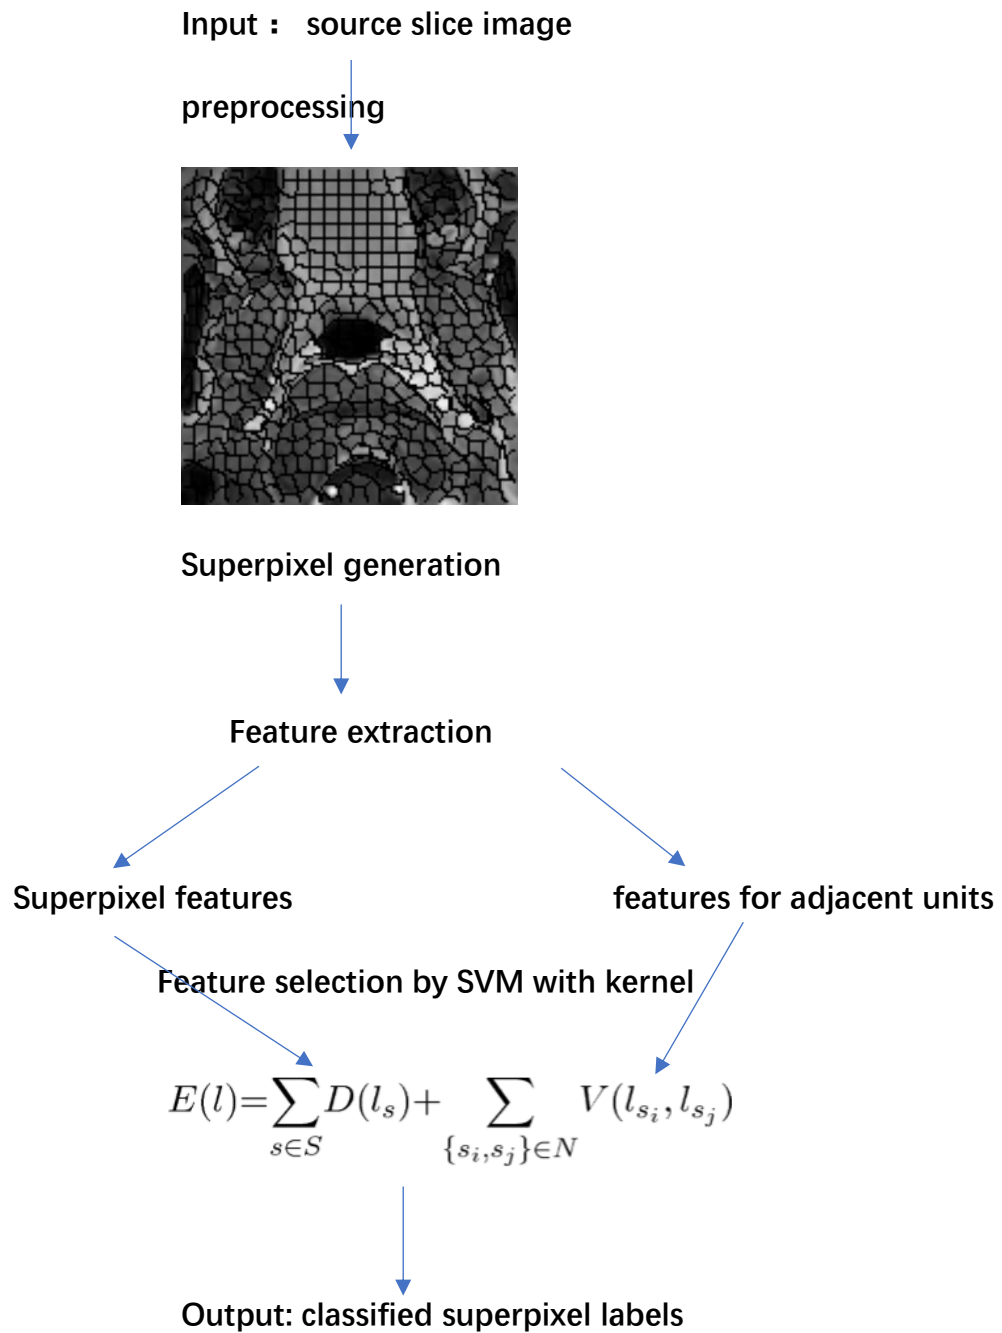 Input： source slice image
preprocessing
Superpixel generation
Feature extraction
Superpixel features
features for adjacent units
Feature selection by SVM with kernel
E(l)=∑_{s∈S} D(l_s)+ ∑_{{s_i,s_j}∈N} V(l_{s_i}, l_{s_j})
Output: classified superpixel labels